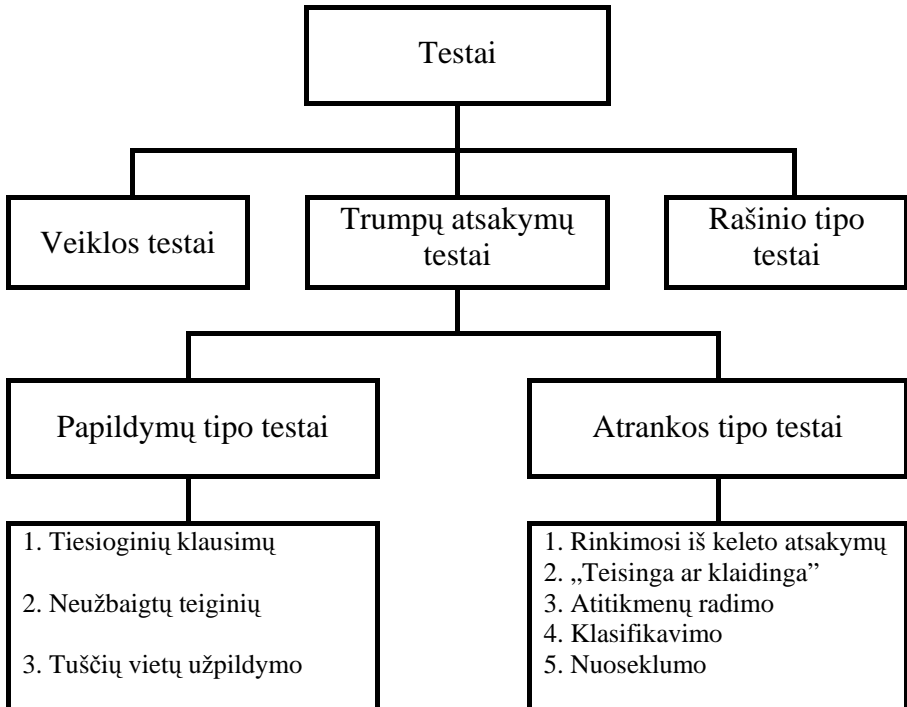 Testai
Veiklos testai
Trumpų atsakymų
testai
Rašinio tipo
testai
Papildymų tipo testai
Atrankos tipo testai
1. Tiesioginių klausimų
2. Neužbaigtų teiginių
3. Tuščių vietų užpildymo
1. Rinkimosi iš keleto atsakymų
2. „Teisinga ar klaidinga”
3. Atitikmenų radimo
4. Klasifikavimo
5. Nuoseklumo